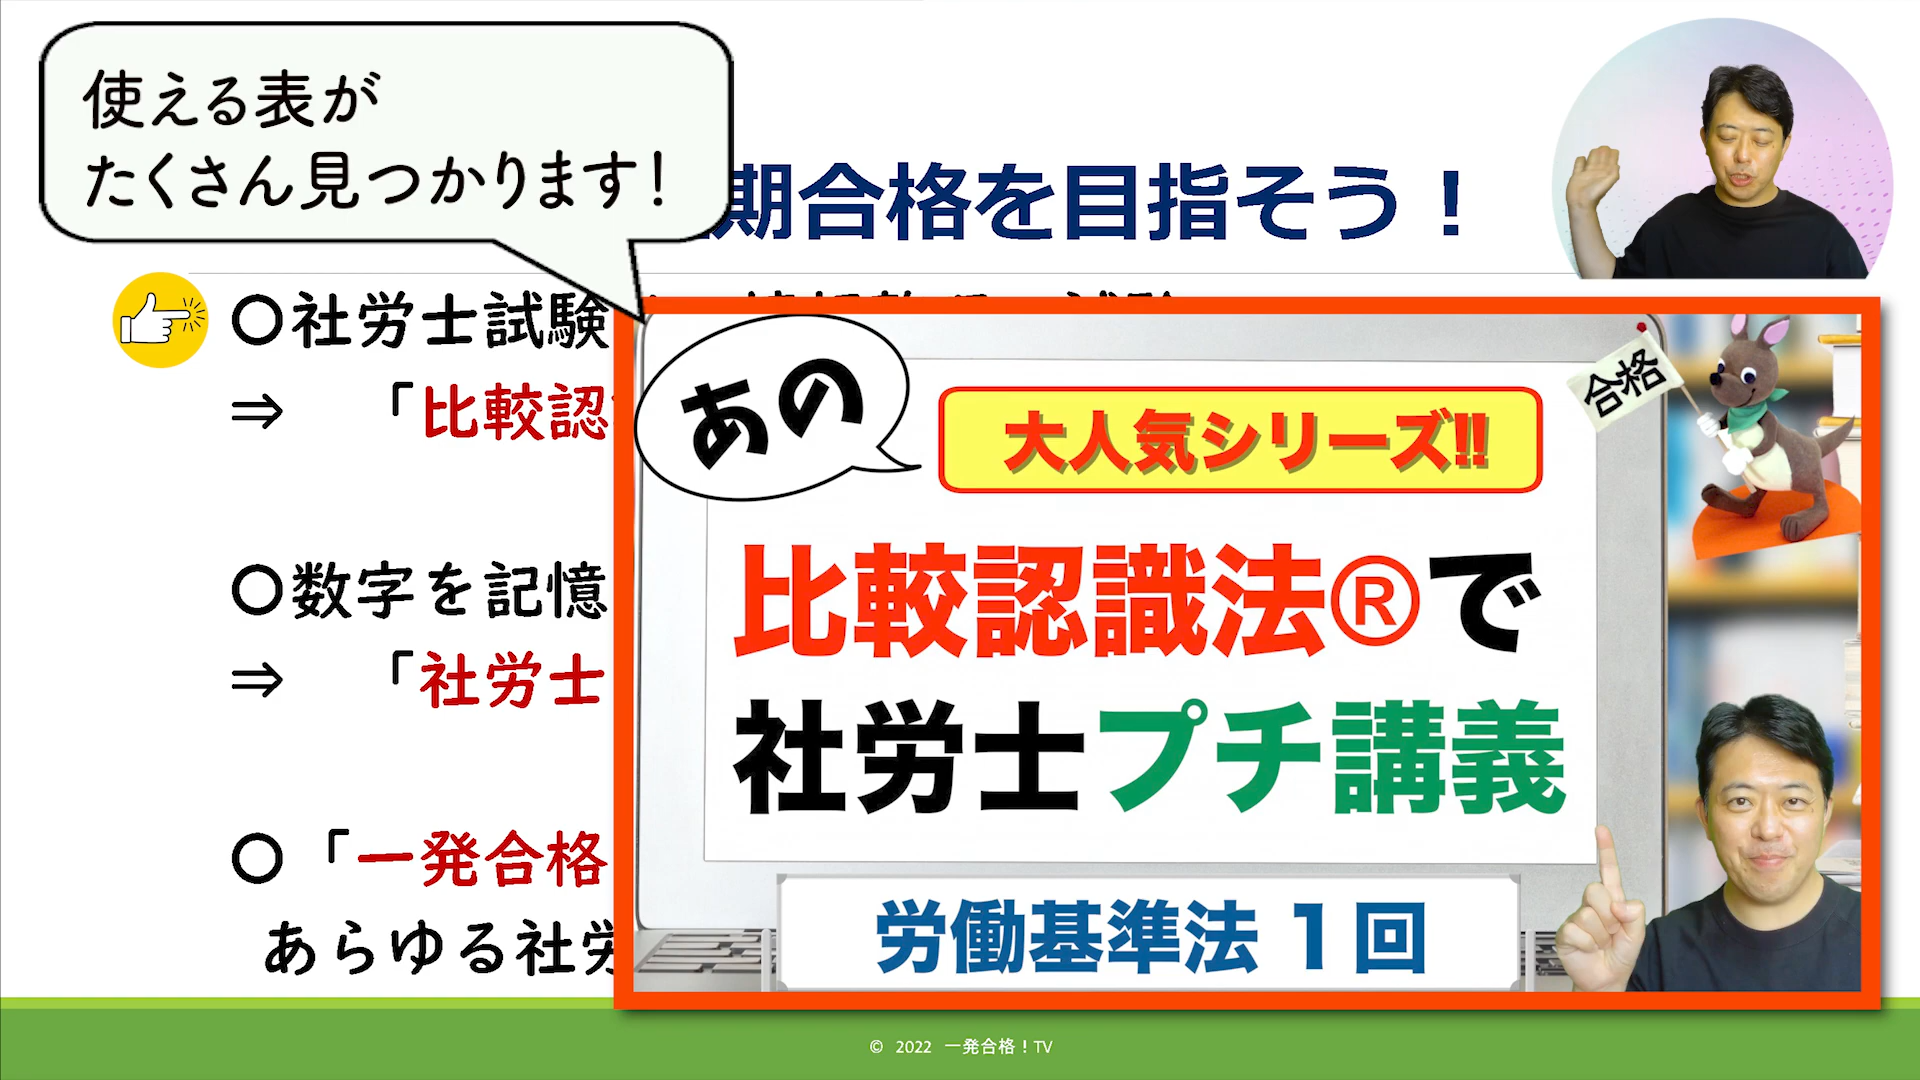 使える表が
たくさん見つかります！
期合格を目指そう！
○社労士試験
⇒ 「比較認
○数字を記憶
⇒ 「社労士
○「一発合格
あらゆる社労
あの
大人気シリーズ!!
合格
比較認識法®で
社労士プチ講義
労働基準法 1回
© 2022 一発合格！TV